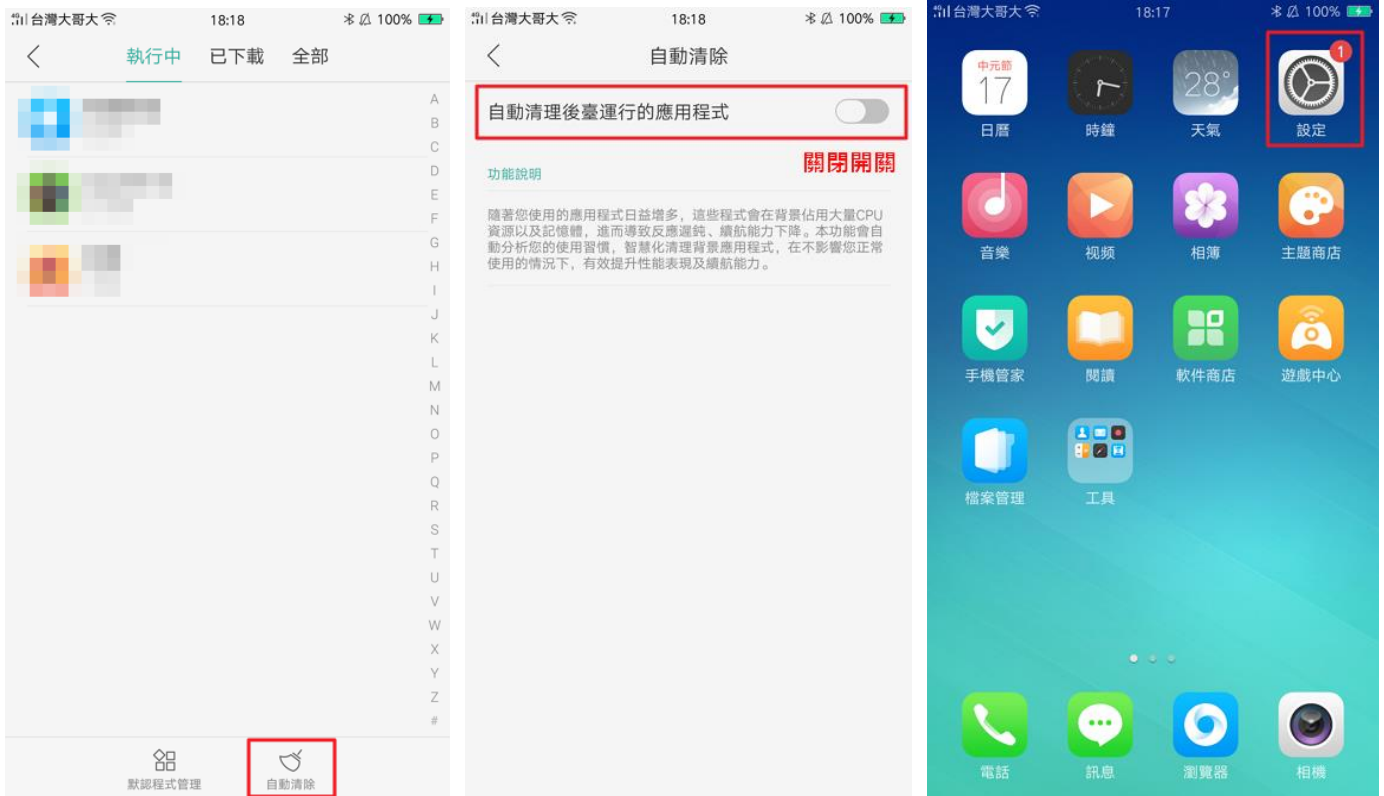 4G 台灣大哥大
18:18
100%
執行中 已下載 全部
A
B
C
D
E
F
G
H
I
J
K
L
M
N
O
P
Q
R
S
T
U
V
W
X
Y
Z
#
默認程式管理 自動清除
4G 台灣大哥大
18:18
100%
自動清除
自動清理後臺運行的應用程式
關閉開關
功能說明
隨著您使用的應用程式日益增多,這些程式會在背景佔用大量CPU
資源以及記憶體,進而導致反應遲鈍、續航能力下降。本功能會自
動分析您的使用習慣,智慧化清理背景應用程式,在不影響您正常
使用的情況下,有效提升性能表現及續航能力。
4G 台灣大哥大
18:17
100%
中元節
17
28°
1
日曆 時鐘 天氣 設定
音樂 视频 相簿 主題商店
手機管家 閱讀 軟件商店 遊戲中心
檔案管理 工具
電話 訊息 瀏覽器 相機